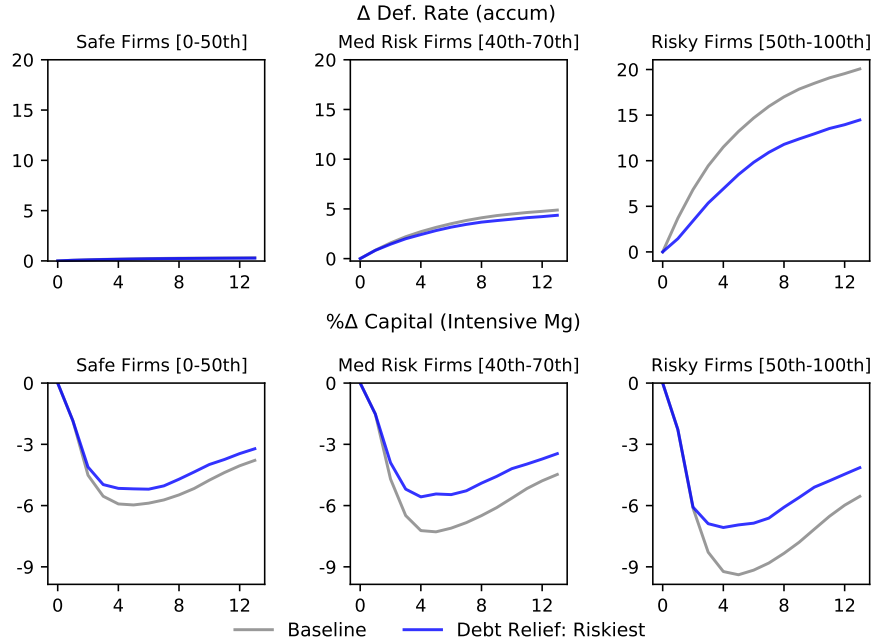 Δ Def. Rate (accum)
Safe Firms [0-50th]
Med Risk Firms [40th-70th]
Risky Firms [50th-100th]
20
15
10
5
0
0 4 8 12
20
15
10
5
0
0 4 8 12
20
15
10
5
0
0 4 8 12
%Δ Capital (Intensive Mg)
Safe Firms [0-50th]
Med Risk Firms [40th-70th]
Risky Firms [50th-100th]
0
-3
-6
-9
0 4 8 12
0
-3
-6
-9
0 4 8 12
0
-3
-6
-9
0 4 8 12
Baseline
Debt Relief: Riskiest